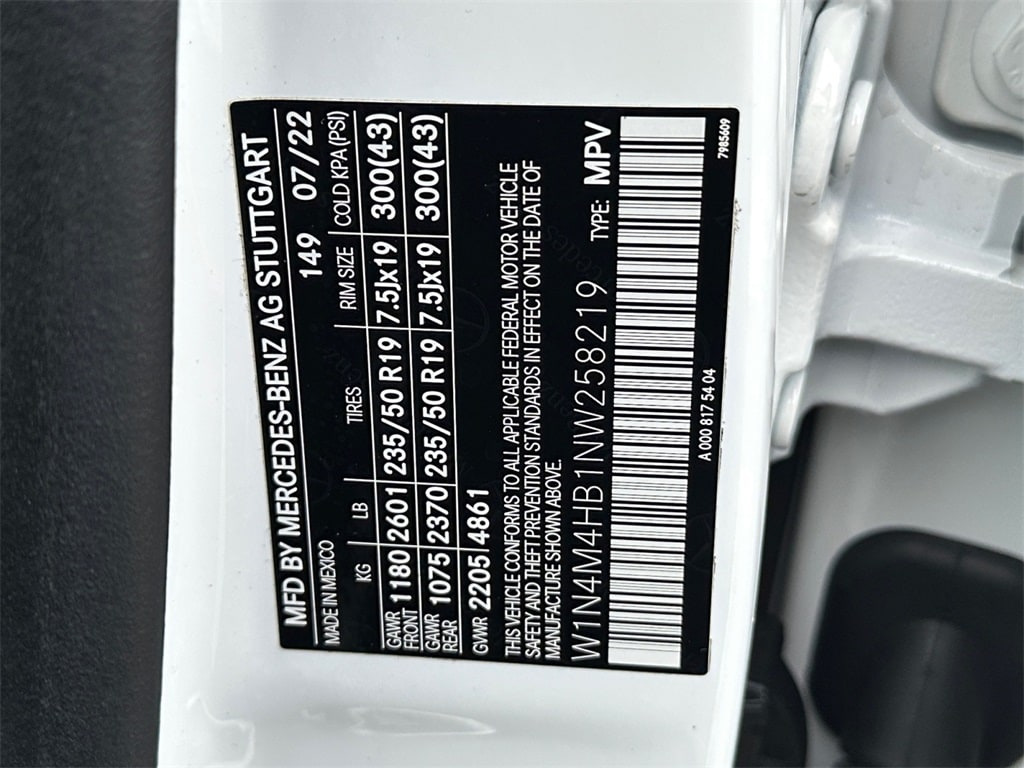 MFD BY MERCEDES-BENZ AG STUTTGART
MADE IN MEXICO 149 07/22
KG LB TIRES RIM SIZE COLD KPA (PSI)
GAWR FRONT 1180 2601 235/50 R19 7.5Jx19 300(43)
GAWR REAR 1075 2370 235/50 R19 7.5Jx19 300(43)
GVWR 2205 4861
THIS VEHICLE CONFORMS TO ALL APPLICABLE FEDERAL MOTOR VEHICLE
SAFETY AND THEFT PREVENTION STANDARDS IN EFFECT ON THE DATE OF
MANUFACTURE SHOWN ABOVE.
W1N4M4HB1NW258219 TYPE: MPV
A 000 817 54 04 7985609